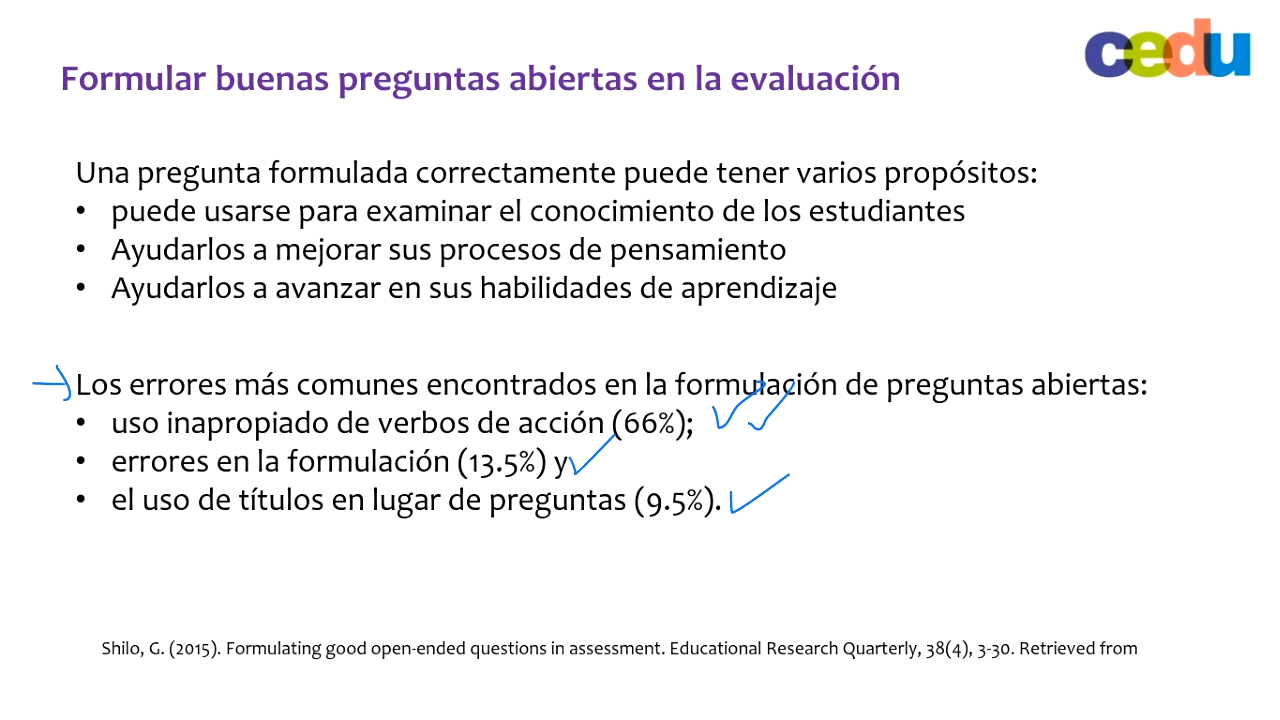 cedu
Formular buenas preguntas abiertas en la evaluación
Una pregunta formulada correctamente puede tener varios propósitos:
• puede usarse para examinar el conocimiento de los estudiantes
• Ayudarlos a mejorar sus procesos de pensamiento
• Ayudarlos a avanzar en sus habilidades de aprendizaje
Los errores más comunes encontrados en la formulación de preguntas abiertas:
• uso inapropiado de verbos de acción (66%);
• errores en la formulación (13.5%) y
• el uso de títulos en lugar de preguntas (9.5%).
Shilo, G. (2015). Formulating good open-ended questions in assessment. Educational Research Quarterly, 38(4), 3-30. Retrieved from